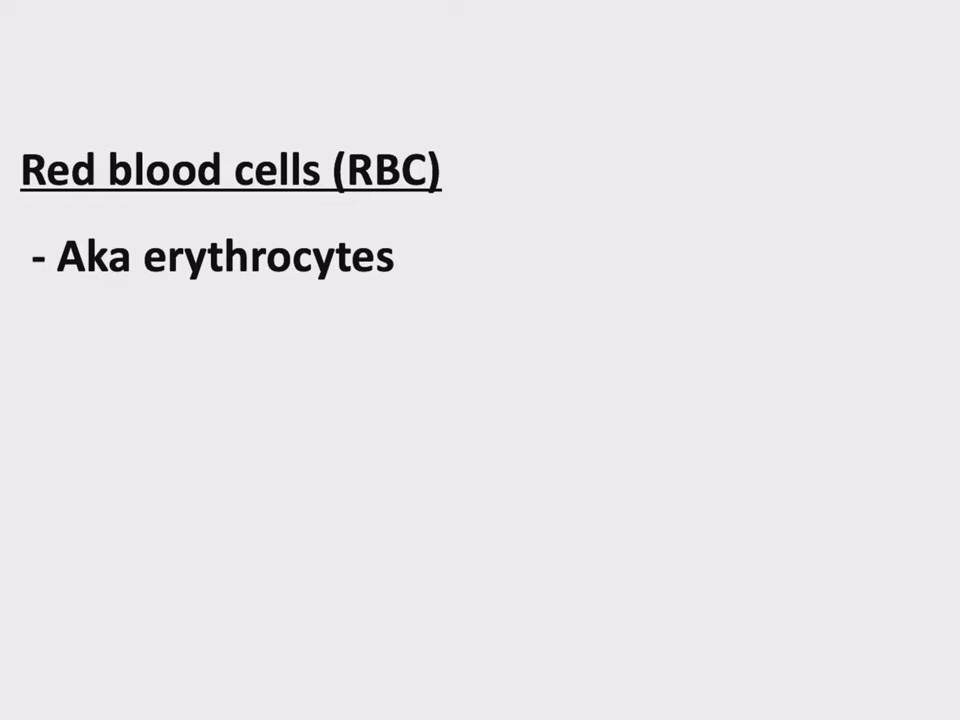 Red blood cells (RBC)
- Aka erythrocytes